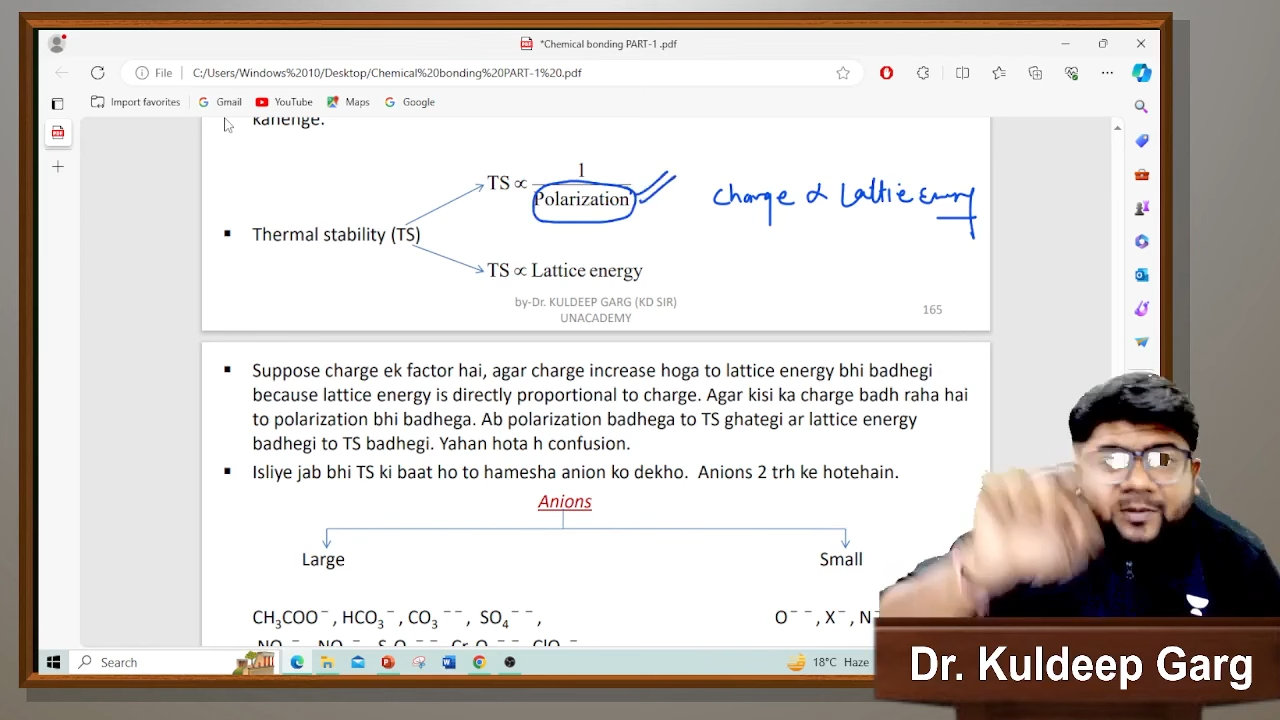 *Chemical bonding PART-1 .pdf
File
C:/Users/Windows%2010/Desktop/Chemical%20bonding%20PART-1%20.pdf
Import favorites
Gmail
YouTube
Maps
Google
kahenge.
TS ∝ 1
Polarization
Charge ∝ Lattice Energy
Thermal stability (TS)
TS ∝ Lattice energy
by-Dr. KULDEEP GARG (KD SIR)
UNACADEMY
165
Suppose charge ek factor hai, agar charge increase hoga to lattice energy bhi badhegi
because lattice energy is directly proportional to charge. Agar kisi ka charge badh raha hai
to polarization bhi badhega. Ab polarization badhega to TS ghategi ar lattice energy
badhegi to TS badhegi. Yahan hota h confusion.
Isliye jab bhi TS ki baat ho to hamesha anion ko dekho. Anions 2 trh ke hotehain.
Anions
Large
Small
CH₃COO⁻, HCO₃⁻, CO₃⁻⁻, SO₄⁻⁻,
O⁻⁻, X⁻, N
Search
18°C Haze
Dr. Kuldeep Garg